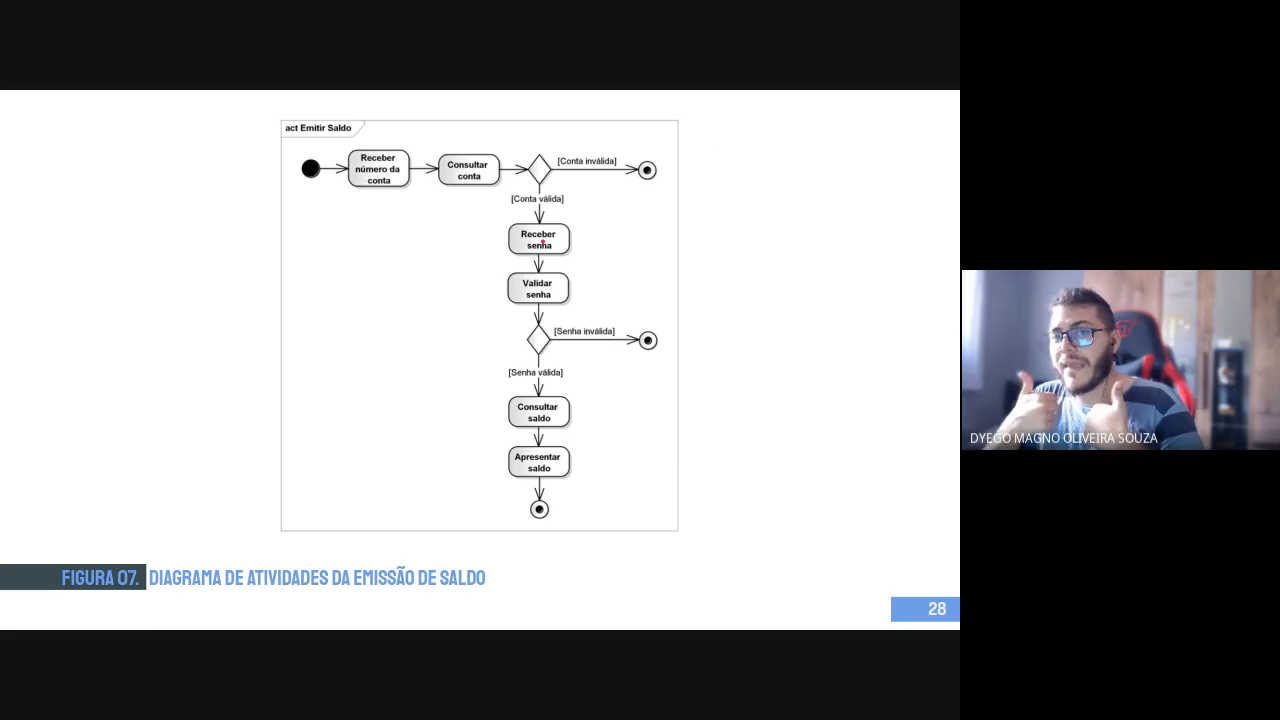 act Emitir Saldo
Receber
número da
conta
Consultar
conta
[Conta inválida]
[Conta válida]
Receber
senha
Validar
senha
[Senha inválida]
[Senha válida]
Consultar
saldo
Apresentar
saldo
FIGURA 07. DIAGRAMA DE ATIVIDADES DA EMISSÃO DE SALDO
28
DYEGO MAGNO OLIVEIRA SOUZA